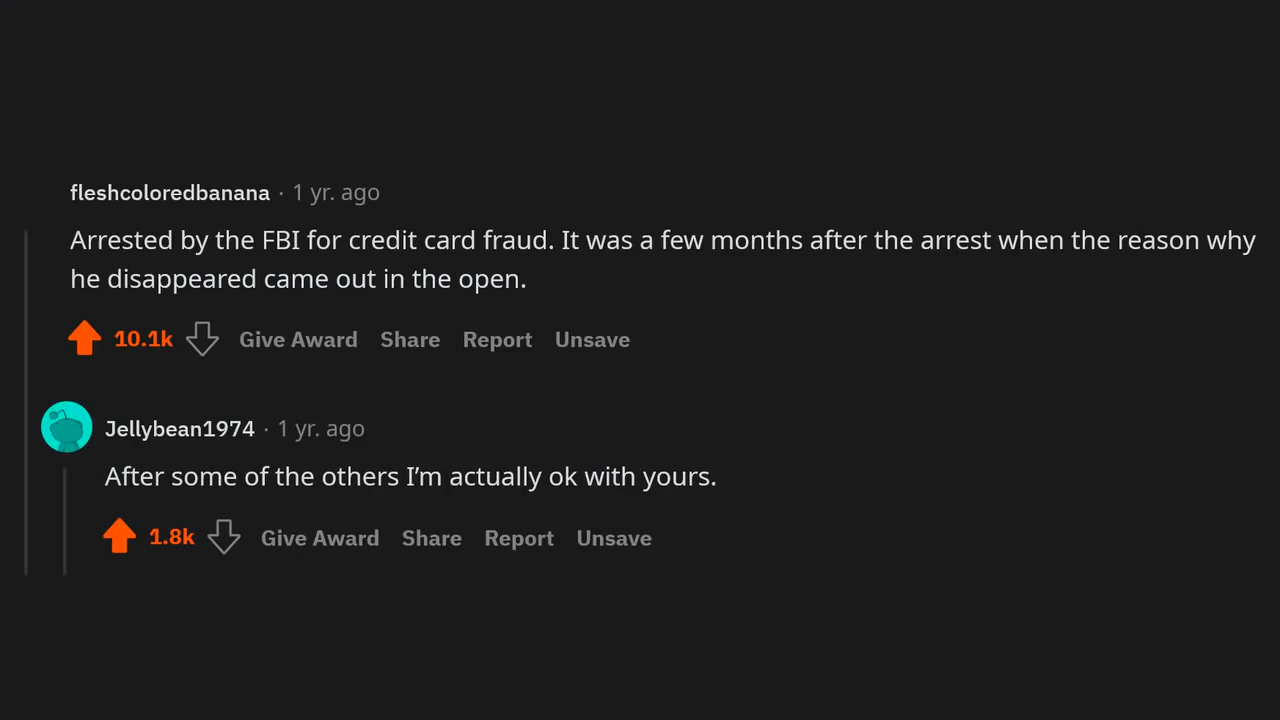 fleshcoloredbanana · 1 yr. ago
Arrested by the FBI for credit card fraud. It was a few months after the arrest when the reason why
he disappeared came out in the open.
10.1k Give Award Share Report Unsave
Jellybean1974 · 1 yr. ago
After some of the others I’m actually ok with yours.
1.8k Give Award Share Report Unsave